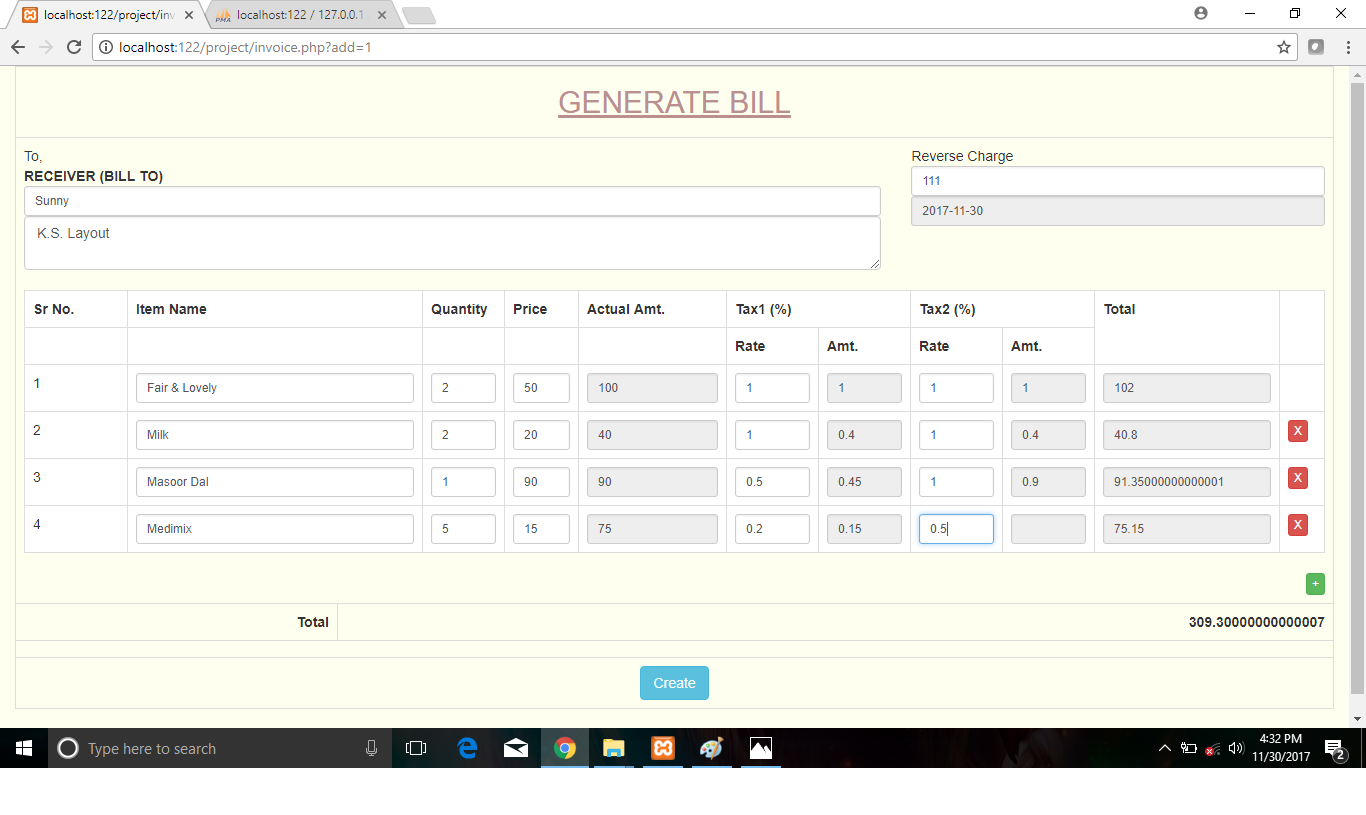 localhost:122/project/inv
localhost:122 / 127.0.0.1
localhost:122/project/invoice.php?add=1
GENERATE BILL
To,
RECEIVER (BILL TO)
Sunny
K.S. Layout
Reverse Charge
111
2017-11-30
Sr No. Item Name Quantity Price Actual Amt. Tax1 (%) Tax2 (%) Total
Rate Amt. Rate Amt.
1 Fair & Lovely 2 50 100 1 1 1 1 102
2 Milk 2 20 40 1 0.4 1 0.4 40.8 X
3 Masoor Dal 1 90 90 0.5 0.45 1 0.9 91.35000000000001 X
4 Medimix 5 15 75 0.2 0.15 0.5 75.15 X
+
Total 309.30000000000007
Create
Type here to search
4:32 PM
11/30/2017
2